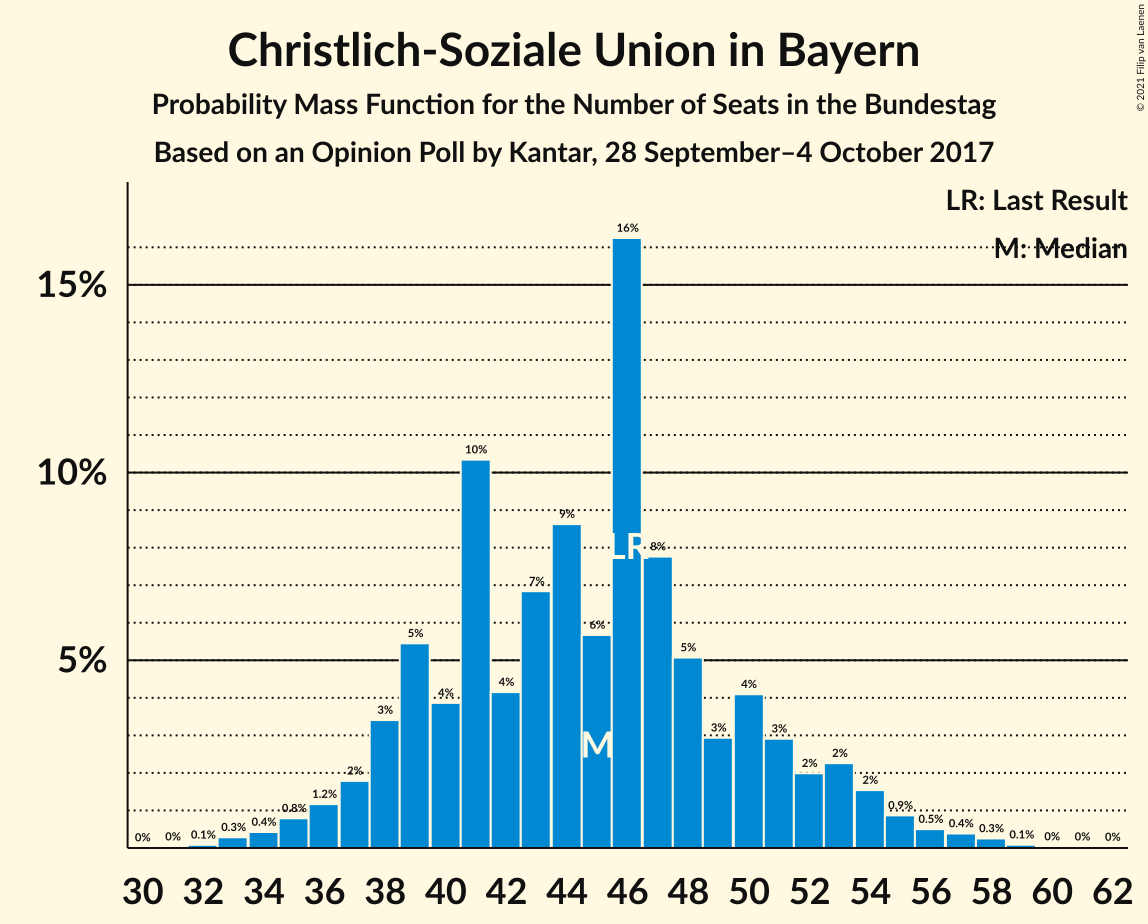 Christlich-Soziale Union in Bayern
Probability Mass Function for the Number of Seats in the Bundestag
Based on an Opinion Poll by Kantar, 28 September–4 October 2017
© 2021 Filip van Laenen
LR: Last Result
M: Median
15%
10%
5%
0% 0% 0.1% 0.3% 0.4% 0.8% 1.2% 2% 3% 5% 4% 10% 4% 7% 9% 6% 16% 8% 5% 3% 4% 3% 2% 2% 2% 0.9% 0.5% 0.4% 0.3% 0.1% 0% 0% 0%
LR
M
30 32 34 36 38 40 42 44 46 48 50 52 54 56 58 60 62